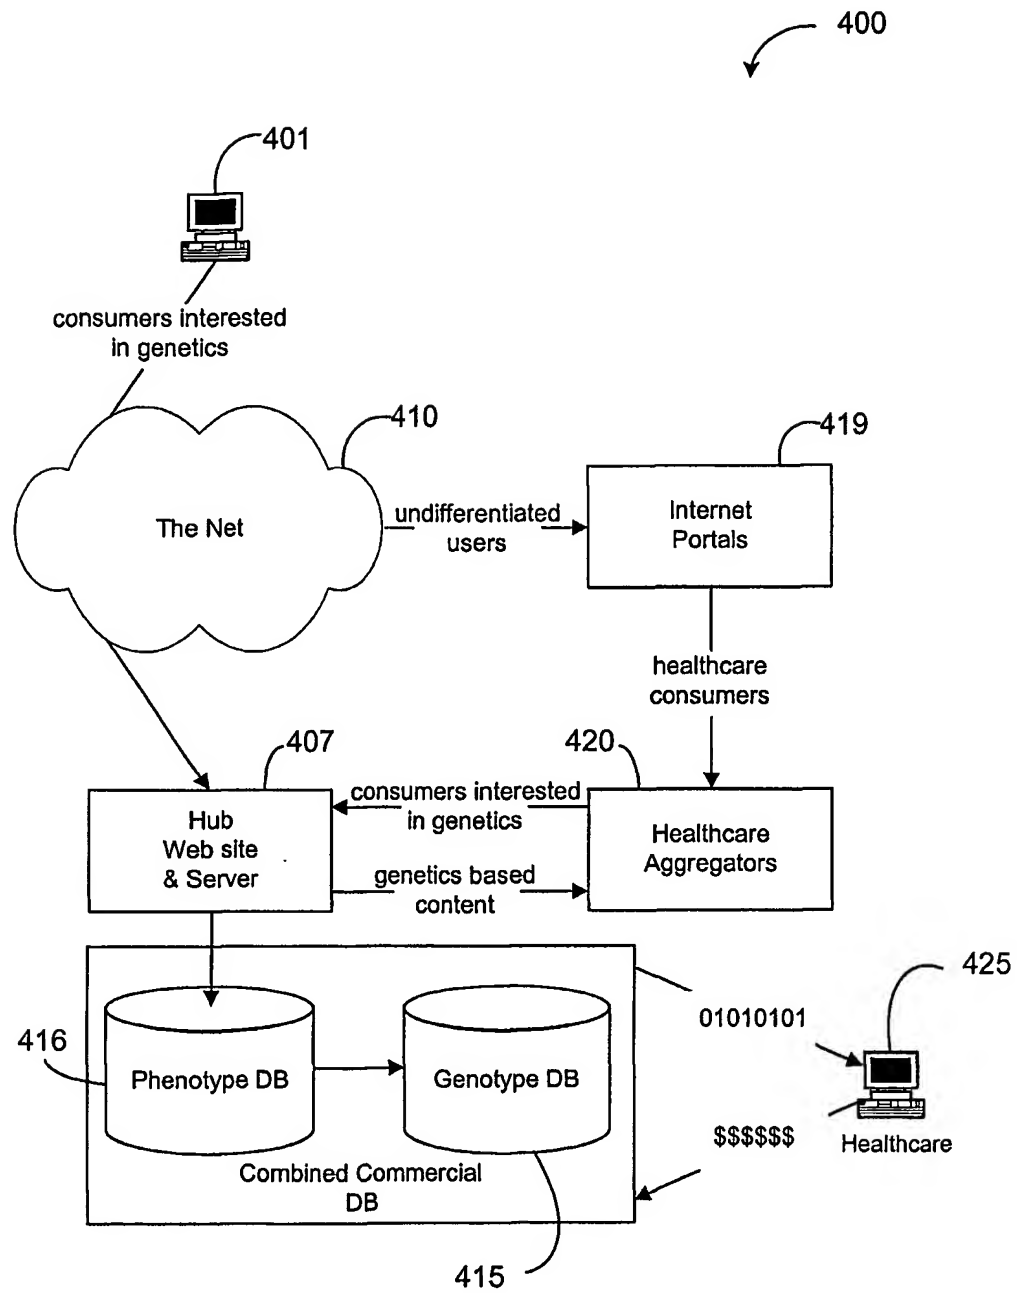 400
401
consumers interested
in genetics
410
419
The Net
undifferentiated
users
Internet
Portals
healthcare
consumers
407
420
Hub
Web site
& Server
consumers interested
in genetics
Healthcare
Aggregators
genetics based
content
425
01010101
416
Phenotype DB
Genotype DB
$$$$$$
Healthcare
Combined Commercial
DB
415